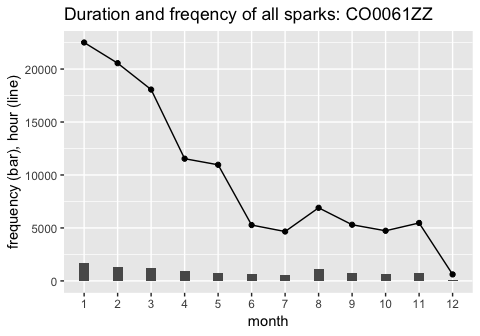 Duration and freqency of all sparks: CO0061ZZ
frequency (bar), hour (line)
20000
15000
10000
5000
0
1 2 3 4 5 6 7 8 9 10 11 12
month